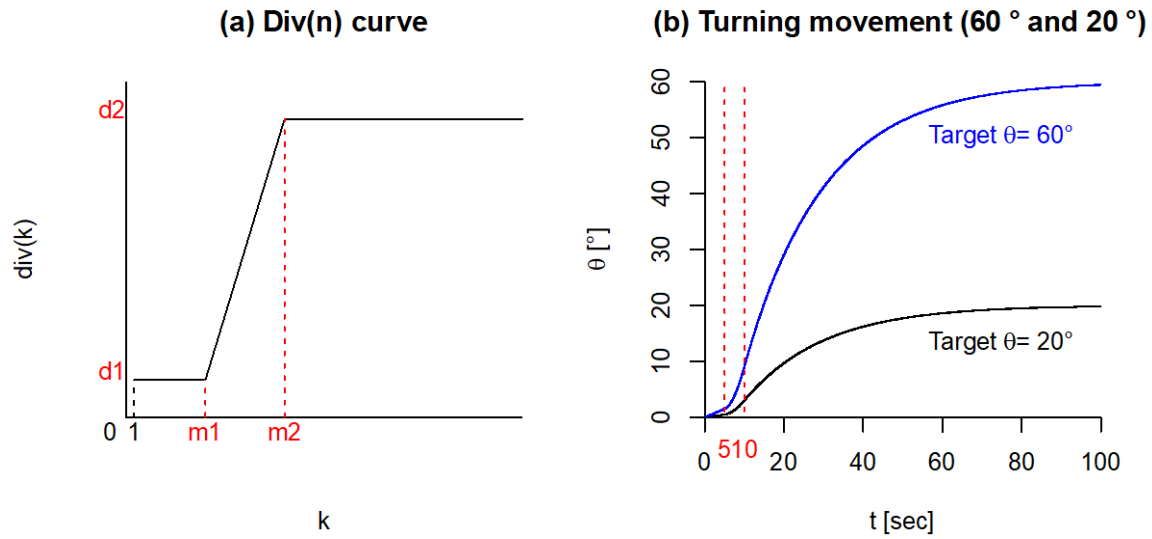 (a) Div(n) curve
d2
div(k)
d1
0 1 m1 m2
k
(b) Turning movement (60 ° and 20 °)
60
50
40
30
20
10
0
θ [°]
Target θ= 60°
Target θ= 20°
510
0 20 40 60 80 100
t [sec]